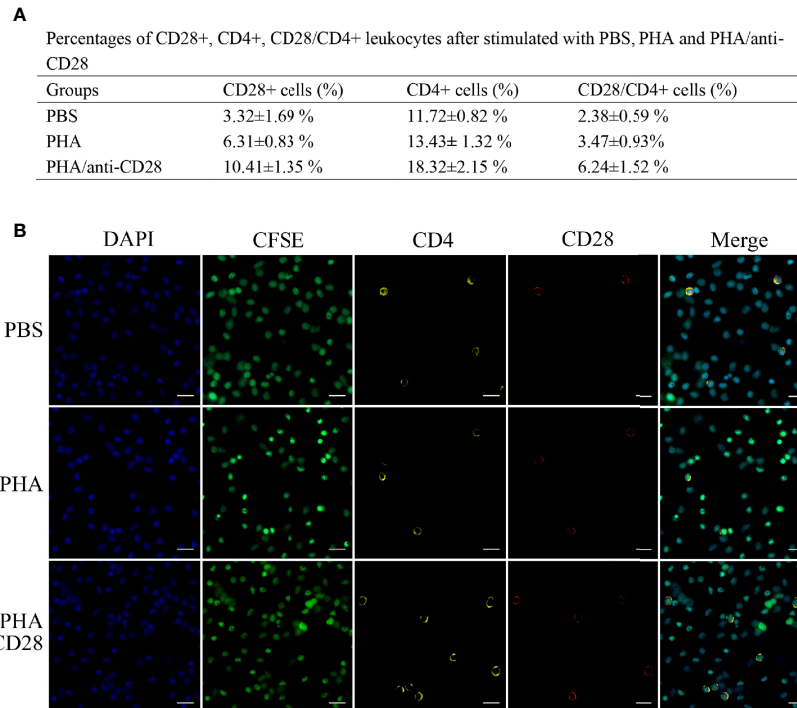 A
Percentages of CD28+, CD4+, CD28/CD4+ leukocytes after stimulated with PBS, PHA and PHA/anti-
CD28
Groups CD28+ cells (%) CD4+ cells (%) CD28/CD4+ cells (%)
PBS 3.32±1.69 % 11.72±0.82 % 2.38±0.59 %
PHA 6.31±0.83 % 13.43± 1.32 % 3.47±0.93%
PHA/anti-CD28 10.41±1.35 % 18.32±2.15 % 6.24±1.52 %
B
DAPI CFSE CD4 CD28 Merge
PBS
PHA
PHA
CD28